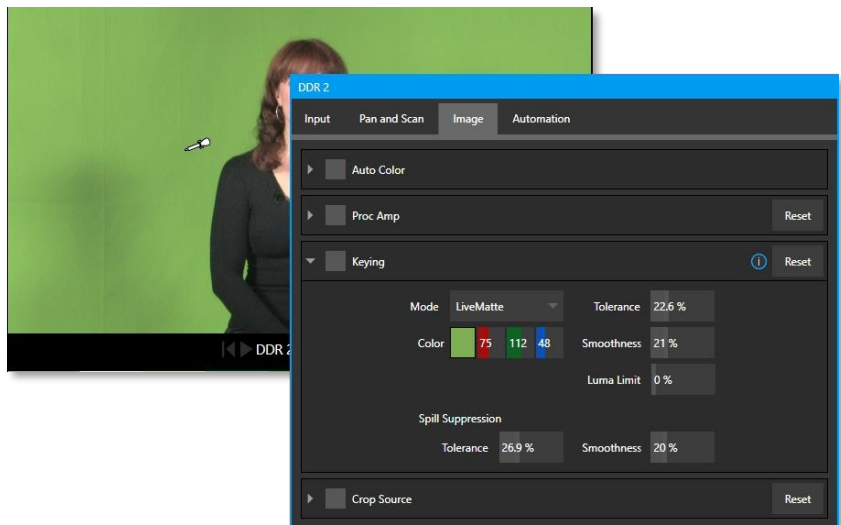 DDR 2
Input Pan and Scan Image Automation
Auto Color
Proc Amp Reset
Keying Reset
Mode LiveMatte Tolerance 22.6 %
Color 75 112 48 Smoothness 21 %
Luma Limit 0 %
DDR 2
Spill Suppression
Tolerance 26.9 % Smoothness 20 %
Crop Source Reset